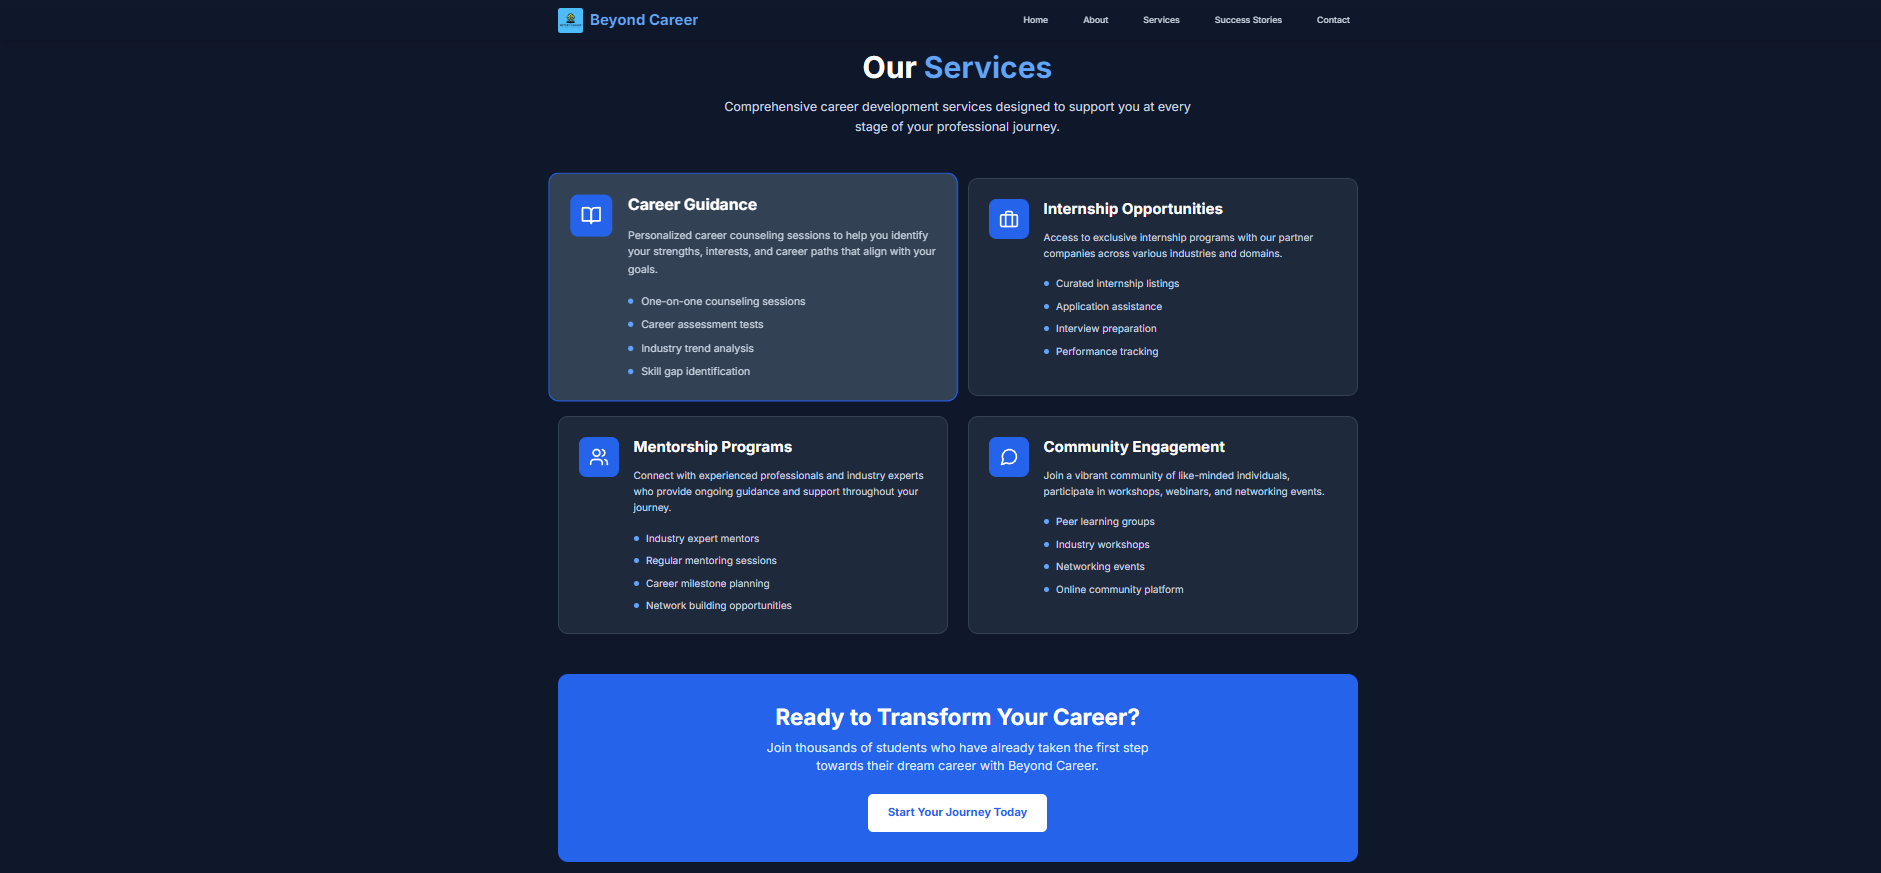 Beyond Career
Home
About
Services
Success Stories
Contact
Our Services
Comprehensive career development services designed to support you at every
stage of your professional journey.
Career Guidance
Personalized career counseling sessions to help you identify
your strengths, interests, and career paths that align with your
goals.
One-on-one counseling sessions
Career assessment tests
Industry trend analysis
Skill gap identification
Internship Opportunities
Access to exclusive internship programs with our partner
companies across various industries and domains.
Curated internship listings
Application assistance
Interview preparation
Performance tracking
Mentorship Programs
Connect with experienced professionals and industry experts
who provide ongoing guidance and support throughout your
journey.
Industry expert mentors
Regular mentoring sessions
Career milestone planning
Network building opportunities
Community Engagement
Join a vibrant community of like-minded individuals,
participate in workshops, webinars, and networking events.
Peer learning groups
Industry workshops
Networking events
Online community platform
Ready to Transform Your Career?
Join thousands of students who have already taken the first step
towards their dream career with Beyond Career.
Start Your Journey Today